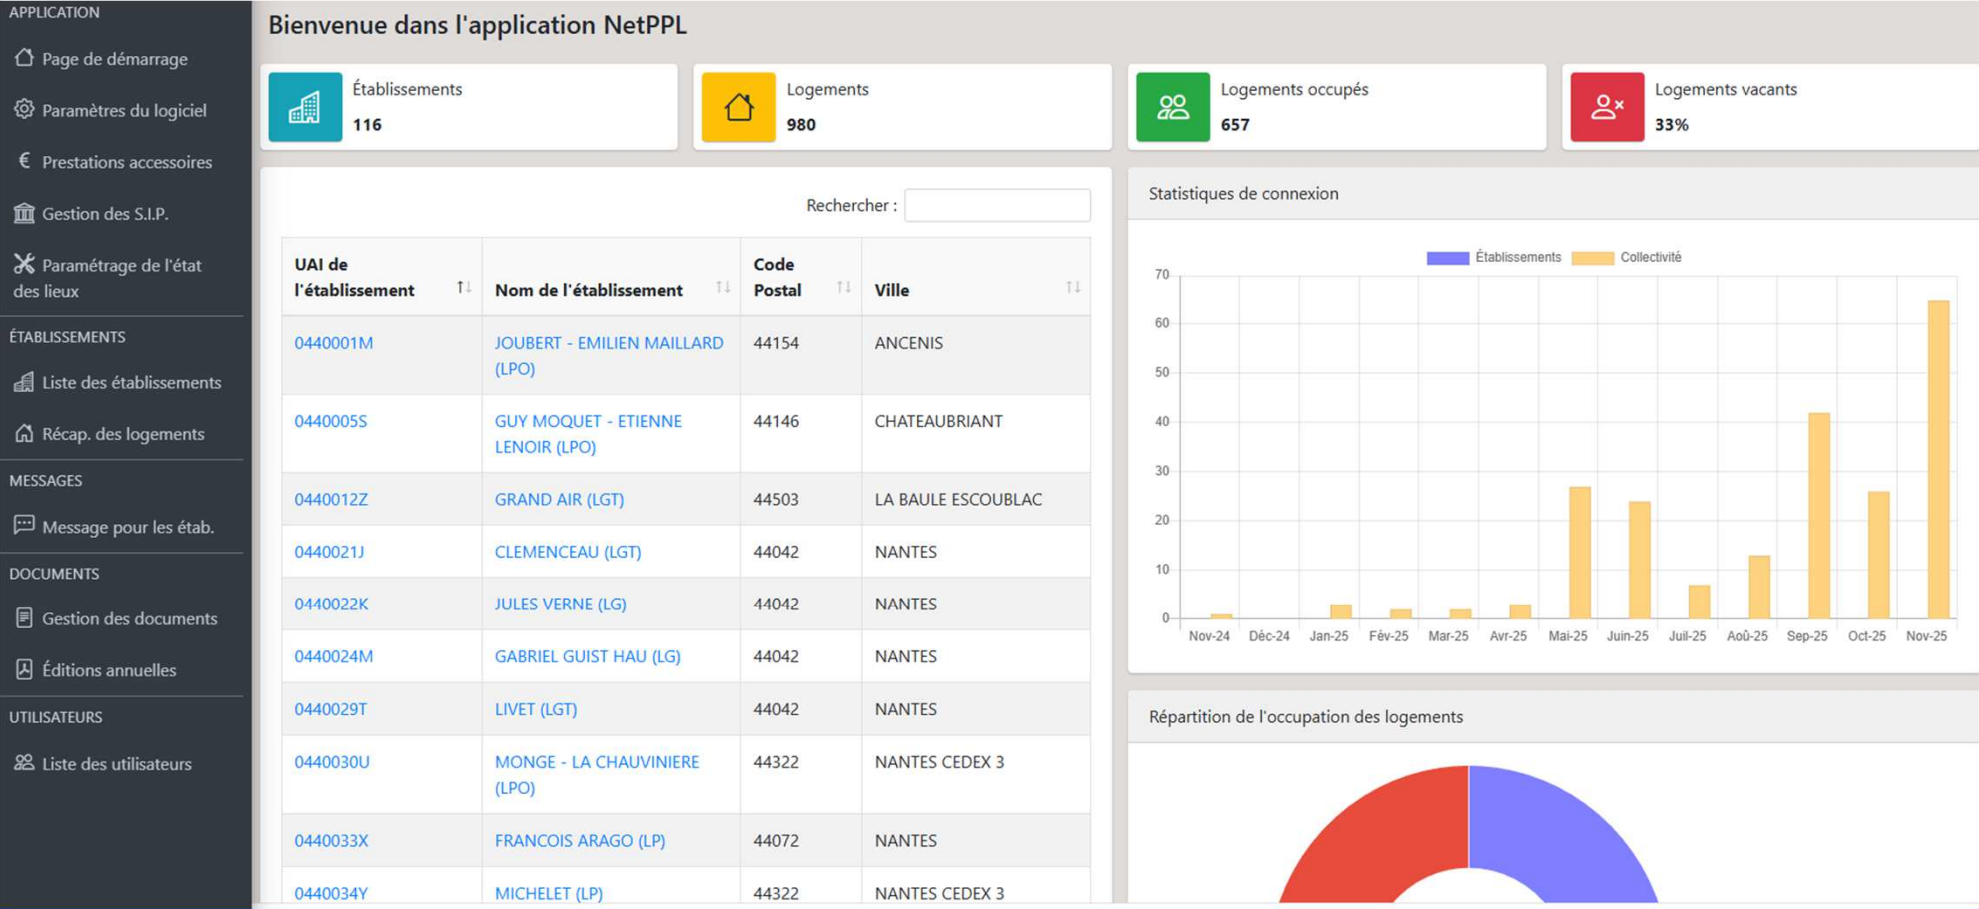 APPLICATION
Page de démarrage
Paramètres du logiciel
€ Prestations accessoires
Gestion des S.I.P.
Paramétrage de l'état
des lieux
ÉTABLISSEMENTS
Liste des établissements
Récap. des logements
MESSAGES
Message pour les étab.
DOCUMENTS
Gestion des documents
Éditions annuelles
UTILISATEURS
Liste des utilisateurs
Bienvenue dans l'application NetPPL
Établissements
116
Logements
980
Logements occupés
657
Logements vacants
33%
Rechercher :
UAI de
l'établissement
Nom de l'établissement
Code
Postal
Ville
0440001M JOUBERT - EMILIEN MAILLARD 44154 ANCENIS
(LPO)
0440005S GUY MOQUET - ETIENNE 44146 CHATEAUBRIANT
LENOIR (LPO)
0440012Z GRAND AIR (LGT) 44503 LA BAULE ESCOUBLAC
0440021J CLEMENCEAU (LGT) 44042 NANTES
0440022K JULES VERNE (LG) 44042 NANTES
0440024M GABRIEL GUIST HAU (LG) 44042 NANTES
0440029T LIVET (LGT) 44042 NANTES
0440030U MONGE - LA CHAUVINIERE 44322 NANTES CEDEX 3
(LPO)
0440033X FRANCOIS ARAGO (LP) 44072 NANTES
0440034Y MICHELET (LP) 44322 NANTES CEDEX 3
Statistiques de connexion
Établissements Collectivité
70
60
50
40
30
20
10
0
Nov-24 Déc-24 Jan-25 Fév-25 Mar-25 Avr-25 Mai-25 Juin-25 Juil-25 Aoû-25 Sep-25 Oct-25 Nov-25
Répartition de l'occupation des logements